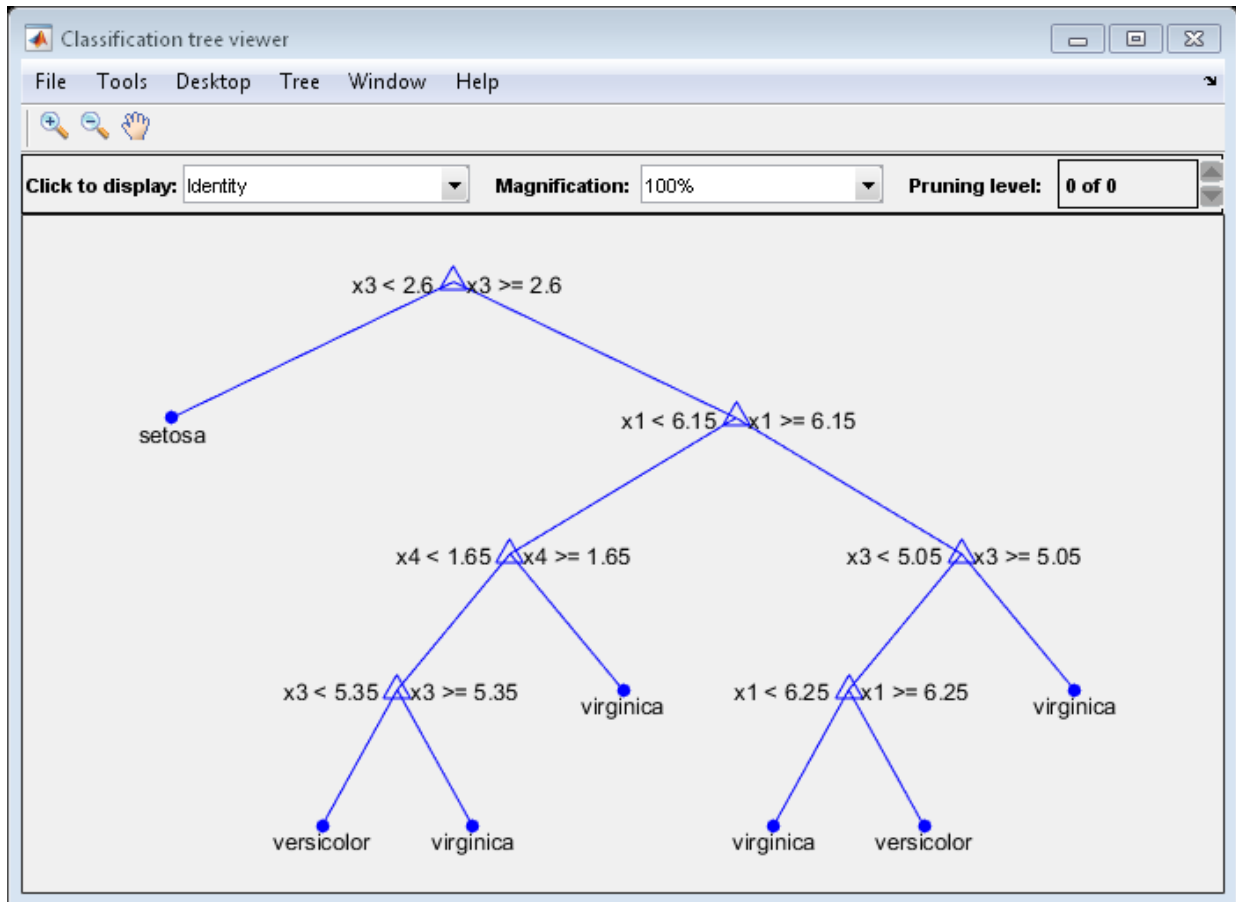 Classification tree viewer
File Tools Desktop Tree Window Help
Click to display: Identity Magnification: 100% Pruning level: 0 of 0
x3 < 2.6 x3 >= 2.6
setosa
x1 < 6.15 x1 >= 6.15
x4 < 1.65 x4 >= 1.65
x3 < 5.05 x3 >= 5.05
x3 < 5.35 x3 >= 5.35
virginica
x1 < 6.25 x1 >= 6.25
virginica
versicolor
virginica
virginica
versicolor